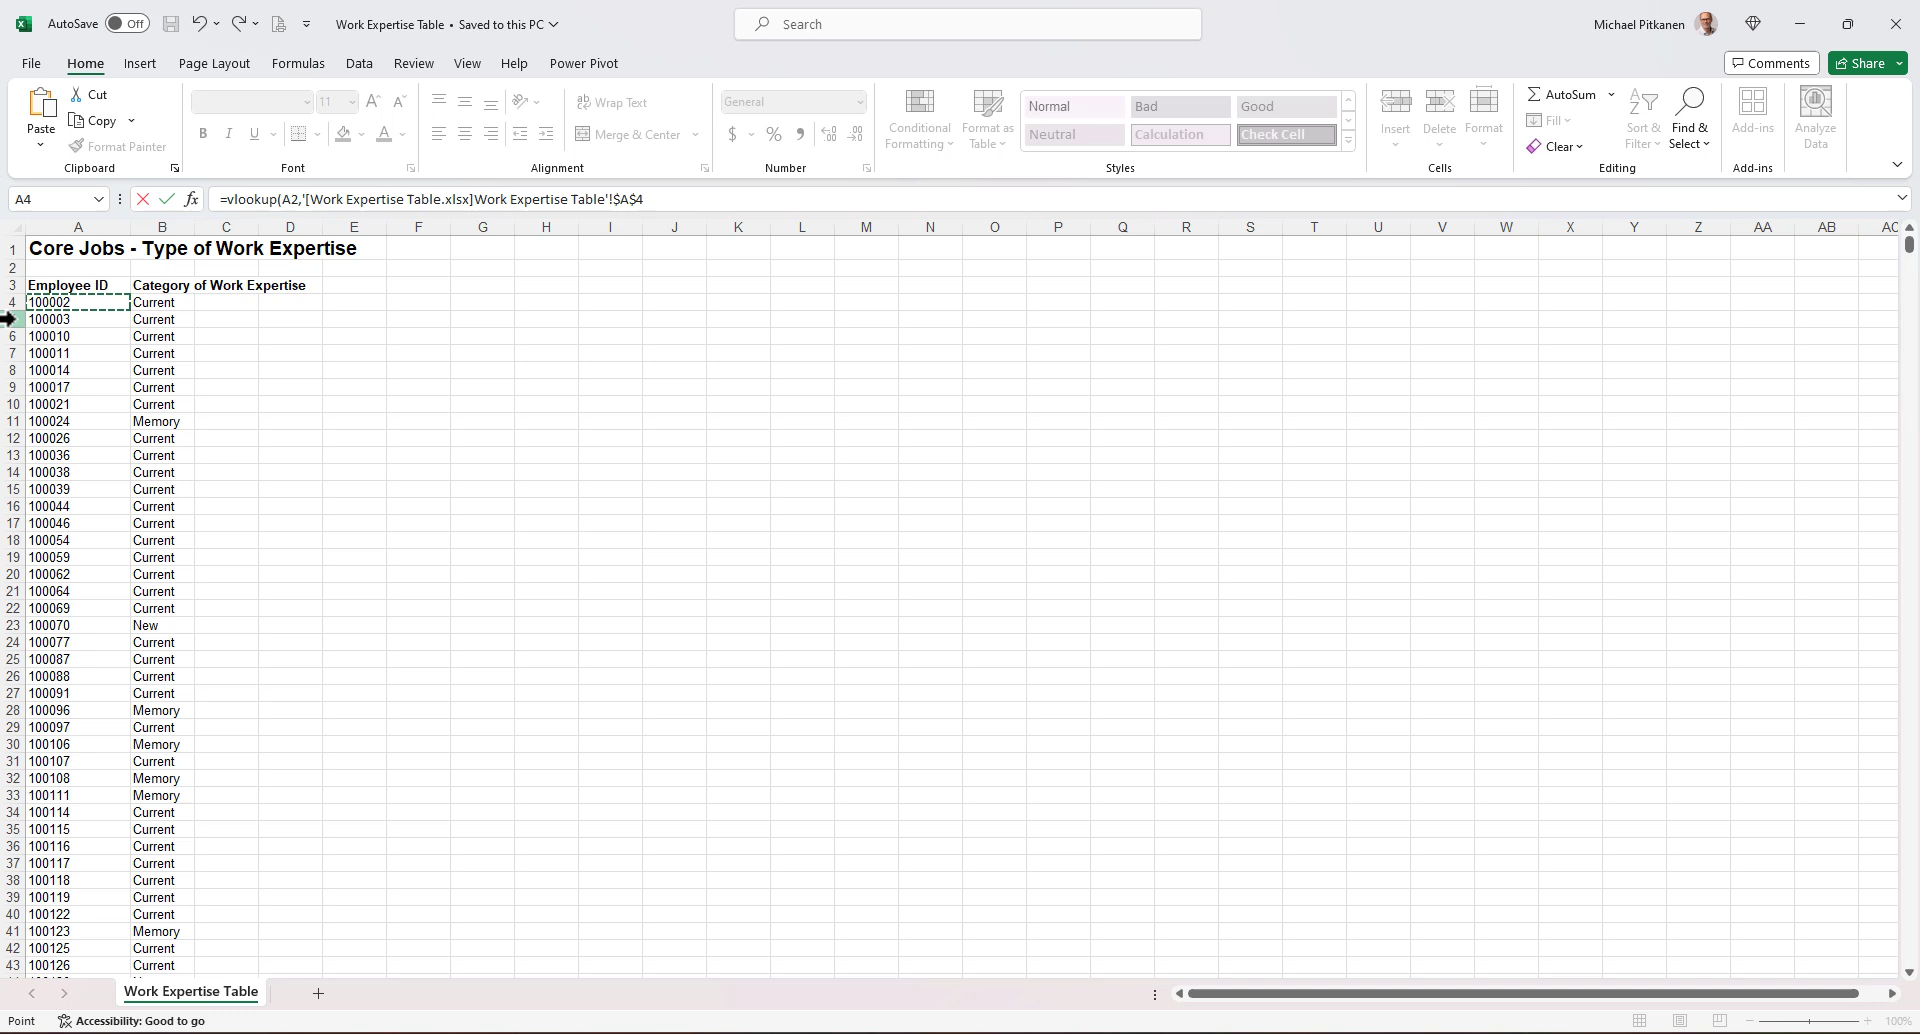 AutoSave Off Work Expertise Table • Saved to this PC Search Michael Pitkanen
File Home Insert Page Layout Formulas Data Review View Help Power Pivot Comments Share
Paste Cut Copy Format Painter Clipboard
11 B I U Font
Wrap Text Merge & Center Alignment
General $ % Number
Conditional Formatting Format as Table Normal Bad Good Neutral Calculation Check Cell Styles
Insert Delete Format Cells
AutoSum Fill Clear Sort & Filter Find & Select Editing
Add-ins Add-ins
Analyze Data
A4 fx =vlookup(A2,'[Work Expertise Table.xlsx]Work Expertise Table'!$A$4
A B C D E F G H I J K L M N O P Q R S T U V W X Y Z AA AB AC
1 Core Jobs - Type of Work Expertise
2
3 Employee ID Category of Work Expertise
4 100002 Current
100003 Current
6 100010 Current
7 100011 Current
8 100014 Current
9 100017 Current
10 100021 Current
11 100024 Memory
12 100026 Current
13 100036 Current
14 100038 Current
15 100039 Current
16 100044 Current
17 100046 Current
18 100054 Current
19 100059 Current
20 100062 Current
21 100064 Current
22 100069 Current
23 100070 New
24 100077 Current
25 100087 Current
26 100088 Current
27 100091 Current
28 100096 Memory
29 100097 Current
30 100106 Memory
31 100107 Current
32 100108 Memory
33 100111 Memory
34 100114 Current
35 100115 Current
36 100116 Current
37 100117 Current
38 100118 Current
39 100119 Current
40 100122 Current
41 100123 Memory
42 100125 Current
43 100126 Current
Work Expertise Table
Point Accessibility: Good to go 100%